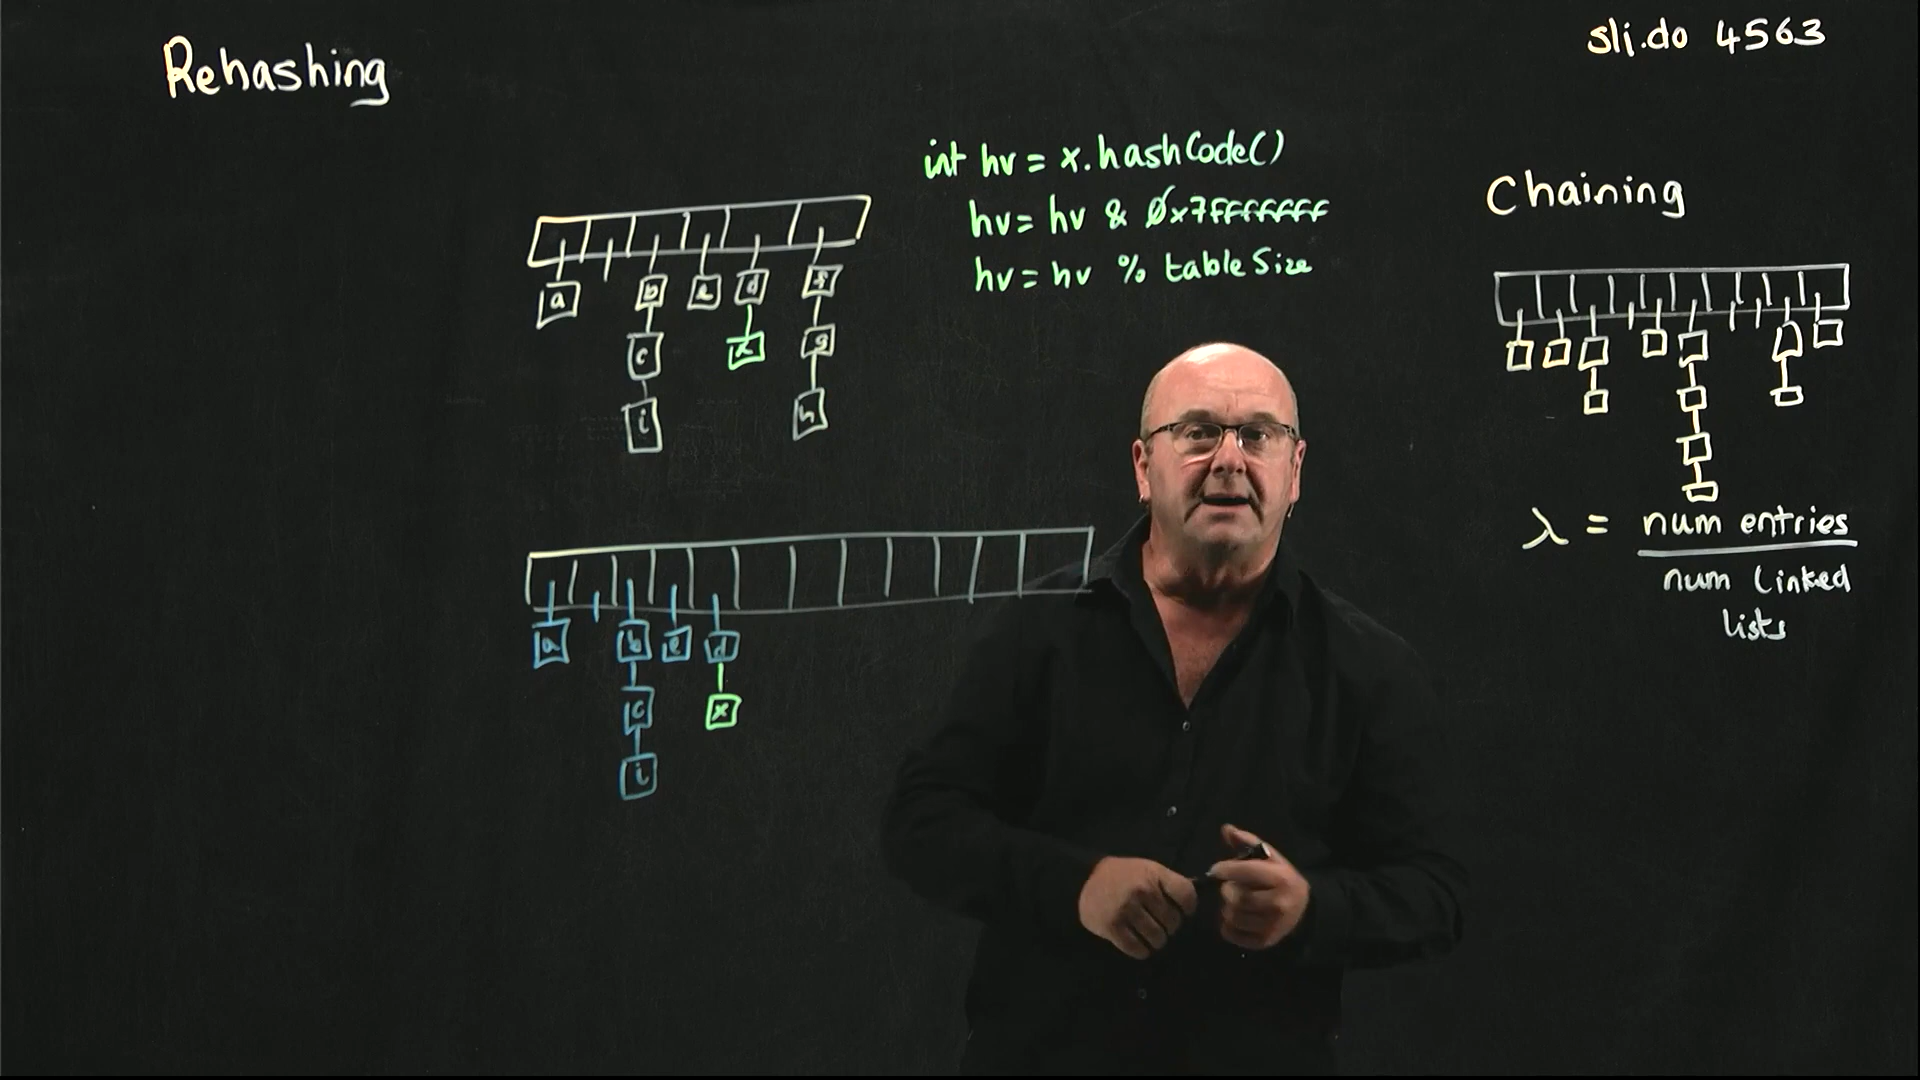 Rehashing
sli.do 4563
int hv = x.hashCode()
hv = hv & 0x7FFFFFFF
hv = hv % tableSize
Chaining
a b e d f
c x g
i h
λ = num entries
num linked
lists
a b e d
c x
i